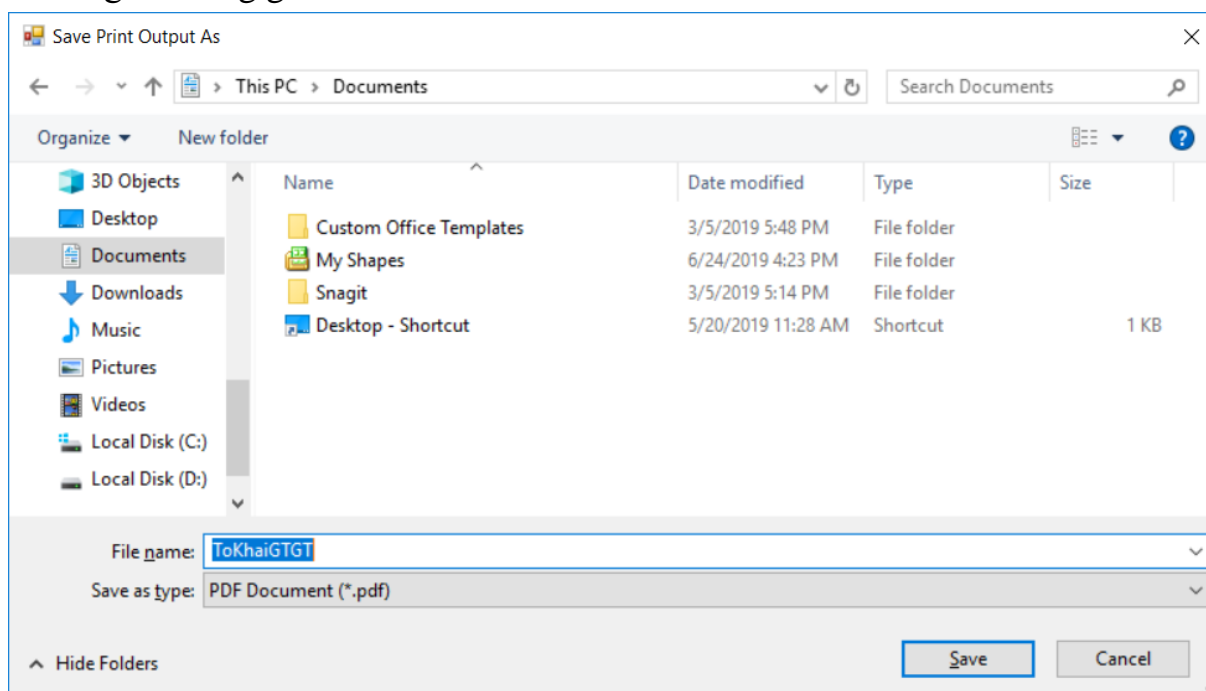 Save Print Output As
This PC > Documents
Search Documents
Organize
New folder
Name Date modified Type Size
3D Objects
Desktop
Documents
Downloads
Music
Pictures
Videos
Local Disk (C:)
Local Disk (D:)
Custom Office Templates 3/5/2019 5:48 PM File folder
My Shapes 6/24/2019 4:23 PM File folder
Snagit 3/5/2019 5:14 PM File folder
Desktop - Shortcut 5/20/2019 11:28 AM Shortcut 1 KB
File name: ToKhaiGTGT
Save as type: PDF Document (*.pdf)
Hide Folders
Save
Cancel